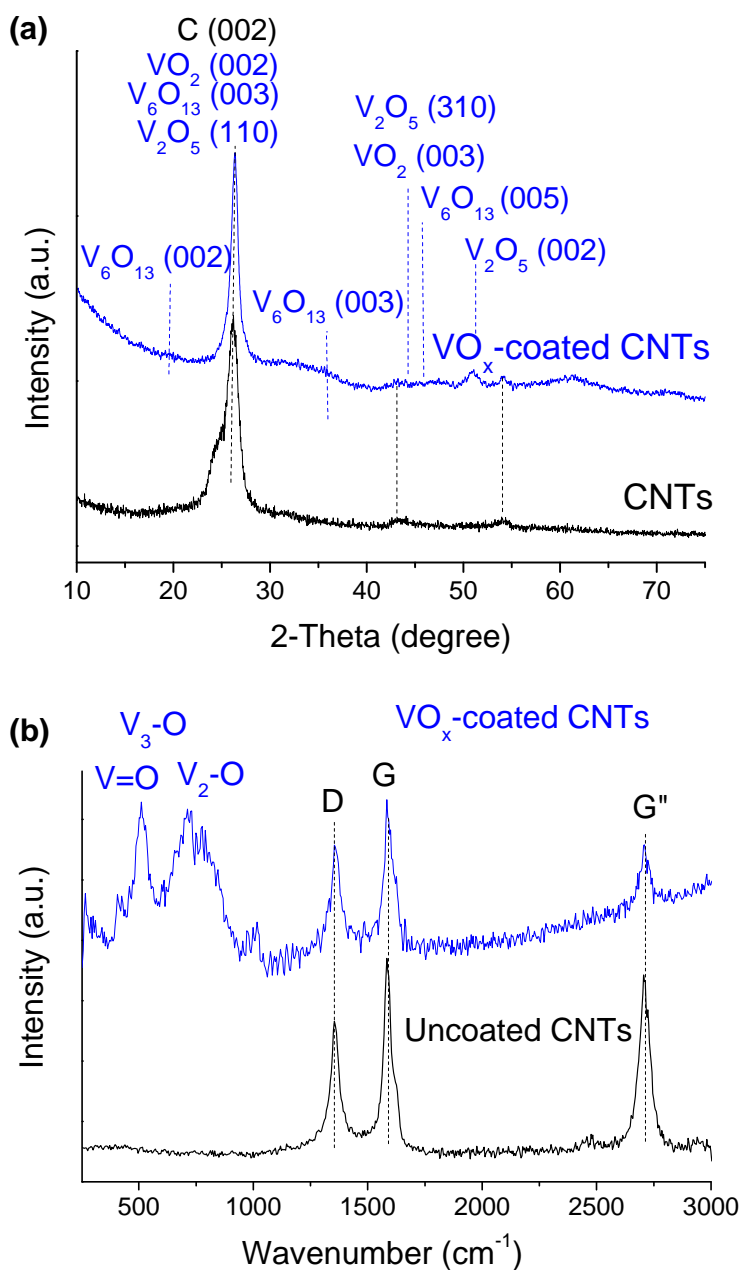 (a)
C (002)
VO₂ (002)
V₆O₁₃ (003)
V₂O₅ (110)
V₂O₅ (310)
VO₂ (003)
V₆O₁₃ (005)
V₂O₅ (002)
V₆O₁₃ (002)
V₆O₁₃ (003)
VOₓ-coated CNTs
CNTs
Intensity (a.u.)
10 20 30 40 50 60 70
2-Theta (degree)
(b)
V₃-O
VOₓ-coated CNTs
V=O
V₂-O
D
G
G"
Uncoated CNTs
Intensity (a.u.)
500 1000 1500 2000 2500 3000
Wavenumber (cm⁻¹)